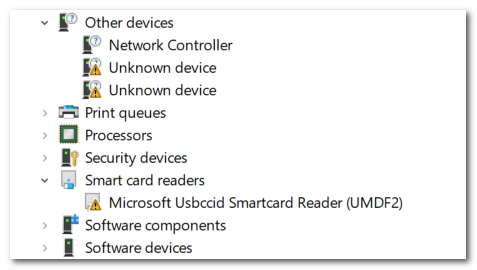 Other devices
Network Controller
Unknown device
Unknown device
Print queues
Processors
Security devices
Smart card readers
Microsoft Usbccid Smartcard Reader (UMDF2)
Software components
Software devices